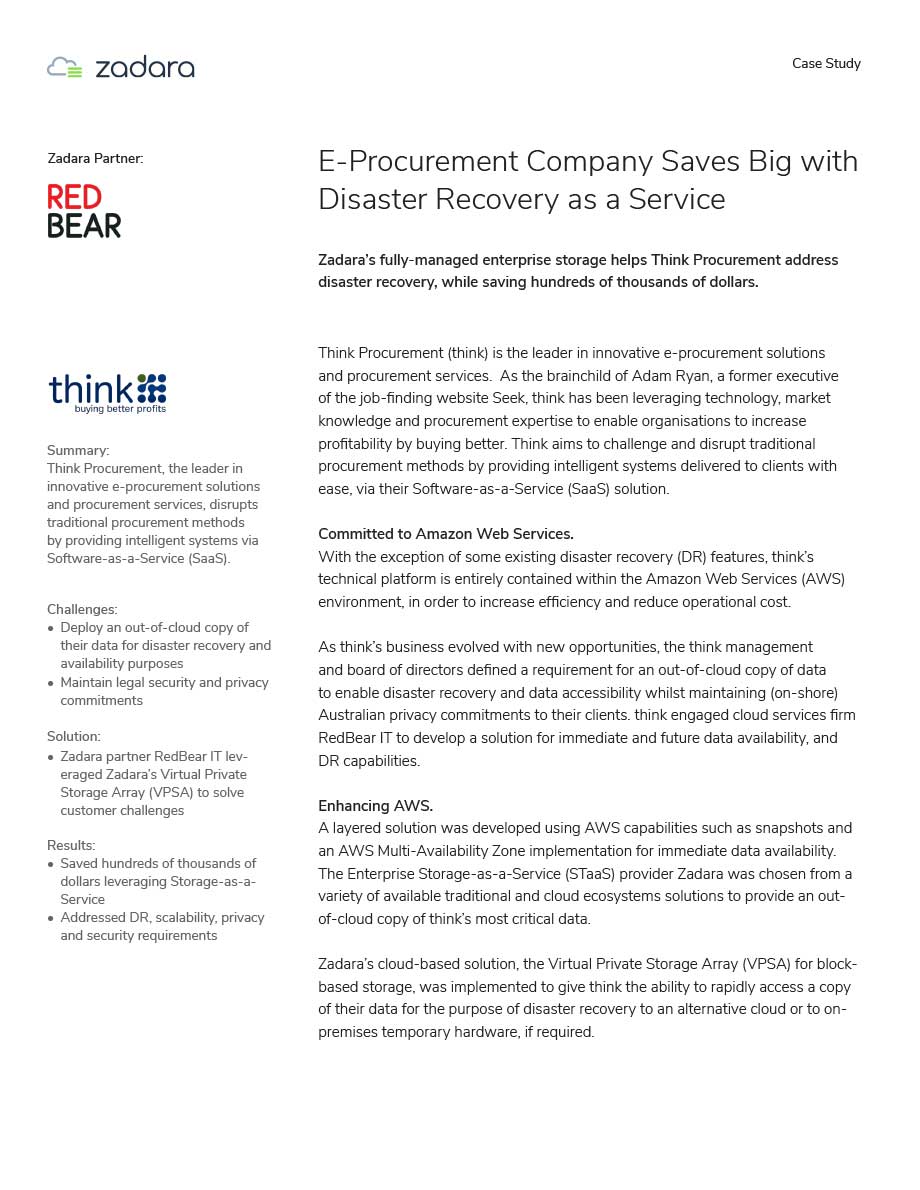 zadara
Case Study
Zadara Partner:
RED
BEAR
think
buying better profits
Summary:
Think Procurement, the leader in
innovative e-procurement solutions
and procurement services, disrupts
traditional procurement methods
by providing intelligent systems via
Software-as-a-Service (SaaS).
Challenges:
• Deploy an out-of-cloud copy of
their data for disaster recovery and
availability purposes
• Maintain legal security and privacy
commitments
Solution:
• Zadara partner RedBear IT lev-
eraged Zadara’s Virtual Private
Storage Array (VPSA) to solve
customer challenges
Results:
• Saved hundreds of thousands of
dollars leveraging Storage-as-a-
Service
• Addressed DR, scalability, privacy
and security requirements
E-Procurement Company Saves Big with
Disaster Recovery as a Service
Zadara’s fully-managed enterprise storage helps Think Procurement address
disaster recovery, while saving hundreds of thousands of dollars.
Think Procurement (think) is the leader in innovative e-procurement solutions
and procurement services.  As the brainchild of Adam Ryan, a former executive
of the job-finding website Seek, think has been leveraging technology, market
knowledge and procurement expertise to enable organisations to increase
profitability by buying better. Think aims to challenge and disrupt traditional
procurement methods by providing intelligent systems delivered to clients with
ease, via their Software-as-a-Service (SaaS) solution.
Committed to Amazon Web Services.
With the exception of some existing disaster recovery (DR) features, think’s
technical platform is entirely contained within the Amazon Web Services (AWS)
environment, in order to increase efficiency and reduce operational cost.
As think’s business evolved with new opportunities, the think management
and board of directors defined a requirement for an out-of-cloud copy of data
to enable disaster recovery and data accessibility whilst maintaining (on-shore)
Australian privacy commitments to their clients. think engaged cloud services firm
RedBear IT to develop a solution for immediate and future data availability, and
DR capabilities.
Enhancing AWS.
A layered solution was developed using AWS capabilities such as snapshots and
an AWS Multi-Availability Zone implementation for immediate data availability.
The Enterprise Storage-as-a-Service (STaaS) provider Zadara was chosen from a
variety of available traditional and cloud ecosystems solutions to provide an out-
of-cloud copy of think’s most critical data.
Zadara’s cloud-based solution, the Virtual Private Storage Array (VPSA) for block-
based storage, was implemented to give think the ability to rapidly access a copy
of their data for the purpose of disaster recovery to an alternative cloud or to on-
premises temporary hardware, if required.